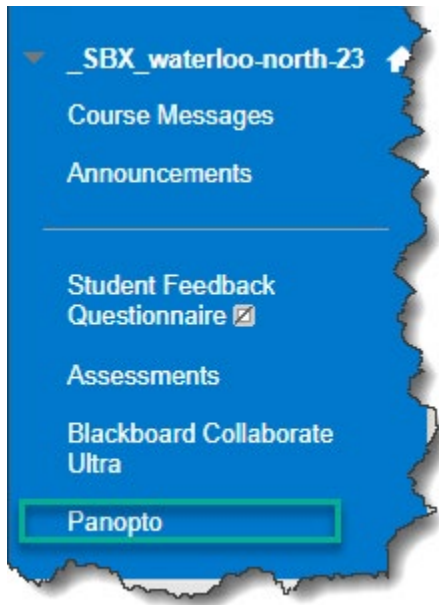 _SBX_waterloo-north-23
Course Messages
Announcements
Student Feedback
Questionnaire
Assessments
Blackboard Collaborate
Ultra
Panopto